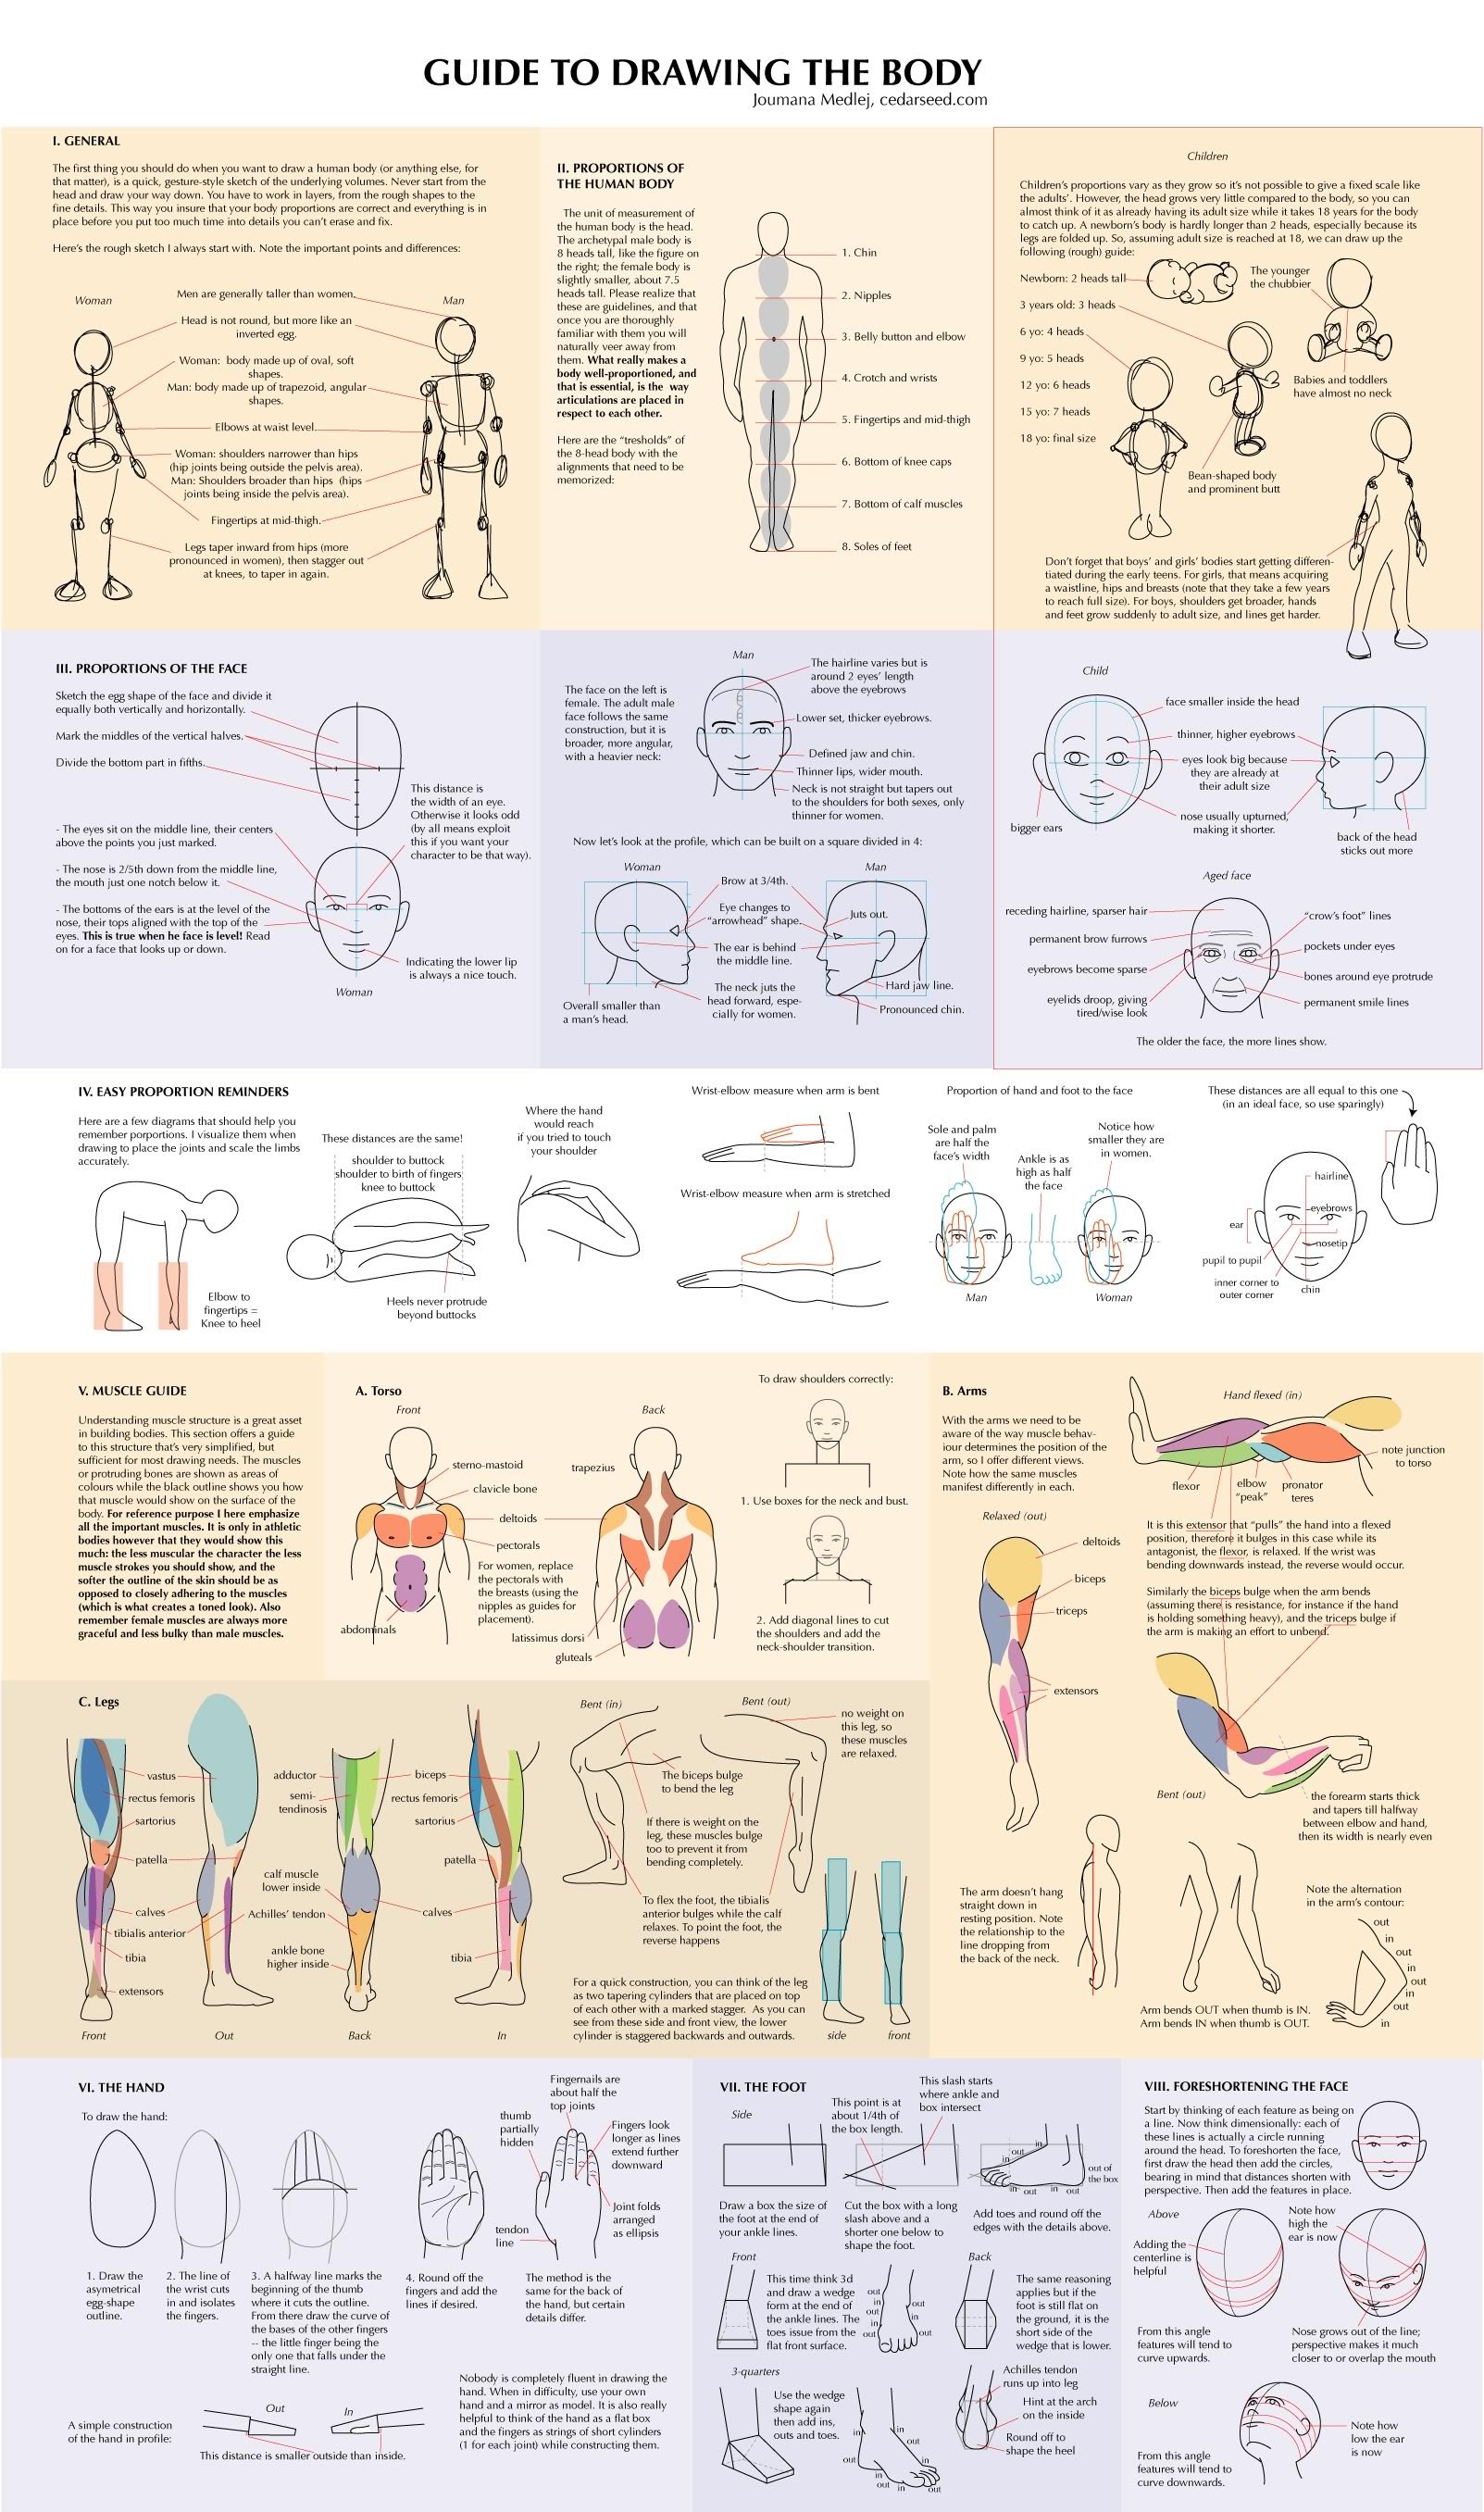 GUIDE TO DRAWING THE BODY
Joumana Medlej, cedarseed.com
I. GENERAL
The first thing you should do when you want to draw a human body (or anything else, for
that matter), is a quick, gesture-style sketch of the underlying volumes. Never start from the
head and draw your way down. You have to work in layers, from the rough shapes to the
fine details. This way you insure that your body proportions are correct and everything is in
place before you put too much time into details you can't erase and fix.
Here's the rough sketch I always start with. Note the important points and differences:
Woman
Man
Men are generally taller than women.
Head is not round, but more like an
inverted egg.
Woman: body made up of oval, soft
shapes.
Man: body made up of trapezoid, angular
shapes.
Elbows at waist level.
Woman: shoulders narrower than hips
(hip joints being outside the pelvis area).
Man: Shoulders broader than hips (hips
joints being inside the pelvis area).
Fingertips at mid-thigh.
Legs taper inward from hips (more
pronounced in women), then stagger out
at knees, to taper in again.
II. PROPORTIONS OF
THE HUMAN BODY
The unit of measurement of
the human body is the head.
The archetypal male body is
8 heads tall, like the figure on
the right; the female body is
slightly smaller, about 7.5
heads tall. Please realize that
these are guidelines, and that
once you are thoroughly
familiar with them you will
naturally veer away from
them. What really makes a
body well-proportioned, and
that is essential, is the way
articulations are placed in
respect to each other.
Here are the "tresholds" of
the 8-head body with the
alignments that need to be
memorized:
1. Chin
2. Nipples
3. Belly button and elbow
4. Crotch and wrists
5. Fingertips and mid-thigh
6. Bottom of knee caps
7. Bottom of calf muscles
8. Soles of feet
Children
Children's proportions vary as they grow so it's not possible to give a fixed scale like
the adults'. However, the head grows very little compared to the body, so you can
almost think of it as already having its adult size while it takes 18 years for the body
to catch up. A newborn's body is hardly longer than 2 heads, especially because its
legs are folded up. So, assuming adult size is reached at 18, we can draw up the
following (rough) guide:
Newborn: 2 heads tall
3 years old: 3 heads
6 yo: 4 heads
9 yo: 5 heads
12 yo: 6 heads
15 yo: 7 heads
18 yo: final size
The younger
the chubbier
Babies and toddlers
have almost no neck
Bean-shaped body
and prominent butt
Don't forget that boys' and girls' bodies start getting differen-
tiated during the early teens. For girls, that means acquiring
a waistline, hips and breasts (note that they take a few years
to reach full size). For boys, shoulders get broader, hands
and feet grow suddenly to adult size, and lines get harder.
III. PROPORTIONS OF THE FACE
Sketch the egg shape of the face and divide it
equally both vertically and horizontally.
Mark the middles of the vertical halves.
Divide the bottom part in fifths.
This distance is
the width of an eye.
Otherwise it looks odd
(by all means exploit
this if you want your
character to be that way).
- The eyes sit on the middle line, their centers
above the points you just marked.
- The nose is 2/5th down from the middle line,
the mouth just one notch below it.
- The bottoms of the ears is at the level of the
nose, their tops aligned with the top of the
eyes. This is true when he face is level! Read
on for a face that looks up or down.
Indicating the lower lip
is always a nice touch.
Woman
Man
The face on the left is
female. The adult male
face follows the same
construction, but it is
broader, more angular,
with a heavier neck:
The hairline varies but is
around 2 eyes' length
above the eyebrows
Lower set, thicker eyebrows.
Defined jaw and chin.
Thinner lips, wider mouth.
Neck is not straight but tapers out
to the shoulders for both sexes, only
thinner for women.
Now let's look at the profile, which can be built on a square divided in 4:
Woman
Man
Brow at 3/4th.
Eye changes to
"arrowhead" shape.
Juts out.
The ear is behind
the middle line.
The neck juts the
head forward, espe-
cially for women.
Hard jaw line.
Pronounced chin.
Overall smaller than
a man's head.
Child
face smaller inside the head
thinner, higher eyebrows
eyes look big because
they are already at
their adult size
nose usually upturned,
making it shorter.
bigger ears
back of the head
sticks out more
Aged face
receding hairline, sparser hair
permanent brow furrows
eyebrows become sparse
eyelids droop, giving
tired/wise look
"crow's foot" lines
pockets under eyes
bones around eye protrude
permanent smile lines
The older the face, the more lines show.
IV. EASY PROPORTION REMINDERS
Here are a few diagrams that should help you
remember porportions. I visualize them when
drawing to place the joints and scale the limbs
accurately.
Elbow to
fingertips =
Knee to heel
These distances are the same!
shoulder to buttock
shoulder to birth of fingers
knee to buttock
Heels never protrude
beyond buttocks
Where the hand
would reach
if you tried to touch
your shoulder
Wrist-elbow measure when arm is bent
Wrist-elbow measure when arm is stretched
Proportion of hand and foot to the face
Sole and palm
are half the
face's width
Ankle is as
high as half
the face
Notice how
smaller they are
in women.
Man
Woman
These distances are all equal to this one
(in an ideal face, so use sparingly)
hairline
eyebrows
ear
nosetip
pupil to pupil
inner corner to
outer corner
chin
V. MUSCLE GUIDE
Understanding muscle structure is a great asset
in building bodies. This section offers a guide
to this structure that's very simplified, but
sufficient for most drawing needs. The muscles
or protruding bones are shown as areas of
colours while the black outline shows you how
that muscle would show on the surface of the
body. For reference purpose I here emphasize
all the important muscles. It is only in athletic
bodies however that they would show this
much: the less muscular the character the less
muscle strokes you should show, and the
softer the outline of the skin should be as
opposed to closely adhering to the muscles
(which is what creates a toned look). Also
remember female muscles are always more
graceful and less bulky than male muscles.
A. Torso
Front
Back
sterno-mastoid
clavicle bone
deltoids
pectorals
trapezius
For women, replace
the pectorals with
the breasts (using the
nipples as guides for
placement).
abdominals
latissimus dorsi
gluteals
To draw shoulders correctly:
1. Use boxes for the neck and bust.
2. Add diagonal lines to cut
the shoulders and add the
neck-shoulder transition.
B. Arms
With the arms we need to be
aware of the way muscle behav-
iour determines the position of the
arm, so I offer different views.
Note how the same muscles
manifest differently in each.
Hand flexed (in)
note junction
to torso
flexor
elbow
"peak"
pronator
teres
It is this extensor that "pulls" the hand into a flexed
position, therefore it bulges in this case while its
antagonist, the flexor, is relaxed. If the wrist was
bending downwards instead, the reverse would occur.
Similarly the biceps bulge when the arm bends
(assuming there is resistance, for instance if the hand
is holding something heavy), and the triceps bulge if
the arm is making an effort to unbend.
Relaxed (out)
deltoids
biceps
triceps
extensors
Bent (out)
the forearm starts thick
and tapers till halfway
between elbow and hand,
then its width is nearly even
The arm doesn't hang
straight down in
resting position. Note
the relationship to the
line dropping from
the back of the neck.
Arm bends OUT when thumb is IN.
Arm bends IN when thumb is OUT.
Note the alternation
in the arm's contour:
out
in
out
in
out
in
out
in
C. Legs
vastus
rectus femoris
sartorius
patella
calves
tibialis anterior
tibia
extensors
adductor
semi-
tendinosis
calf muscle
lower inside
Achilles' tendon
ankle bone
higher inside
biceps
rectus femoris
sartorius
patella
calves
tibia
Front
Out
Back
In
Bent (in)
Bent (out)
no weight on
this leg, so
these muscles
are relaxed.
The biceps bulge
to bend the leg
If there is weight on the
leg, these muscles bulge
too to prevent it from
bending completely.
To flex the foot, the tibialis
anterior bulges while the calf
relaxes. To point the foot, the
reverse happens
For a quick construction, you can think of the leg
as two tapering cylinders that are placed on top
of each other with a marked stagger. As you can
see from these side and front view, the lower
cylinder is staggered backwards and outwards.
side
front
VI. THE HAND
To draw the hand:
1. Draw the
asymetrical
egg-shape
outline.
2. The line of
the wrist cuts
in and isolates
the fingers.
3. A halfway line marks the
beginning of the thumb
where it cuts the outline.
From there draw the curve of
the bases of the other fingers
-- the little finger being the
only one that falls under the
straight line.
4. Round off the
fingers and add the
lines if desired.
thumb
partially
hidden
Fingernails are
about half the
top joints
Fingers look
longer as lines
extend further
downward
Joint folds
arranged
as ellipsis
tendon
line
The method is the
same for the back of
the hand, but certain
details differ.
A simple construction
of the hand in profile:
Out
In
This distance is smaller outside than inside.
Nobody is completely fluent in drawing the
hand. When in difficulty, use your own
hand and a mirror as model. It is also really
helpful to think of the hand as a flat box
and the fingers as strings of short cylinders
(1 for each joint) while constructing them.
VII. THE FOOT
Side
This point is at
about 1/4th of
the box length.
This slash starts
where ankle and
box intersect
in
out
in
out of
the box
in
out
in
out
Draw a box the size of
the foot at the end of
your ankle lines.
Cut the box with a long
slash above and a
shorter one below to
shape the foot.
Add toes and round off the
edges with the details above.
Front
This time think 3d
and draw a wedge
form at the end of
the ankle lines. The
toes issue from the
flat front surface.
out
in
out
in
out
out
in
out
Back
The same reasoning
applies but if the
foot is still flat on
the ground, it is the
short side of the
wedge that is lower.
3-quarters
Use the wedge
shape again
then add ins,
outs and toes.
in
in
out
out
in
in
out
in
out
Achilles tendon
runs up into leg
Hint at the arch
on the inside
Round off to
shape the heel
VIII. FORESHORTENING THE FACE
Start by thinking of each feature as being on
a line. Now think dimensionally: each of
these lines is actually a circle running
around the head. To foreshorten the face,
first draw the head then add the circles,
bearing in mind that distances shorten with
perspective. Then add the features in place.
Above
Adding the
centerline is
helpful
Note how
high the
ear is now
From this angle
features will tend to
curve upwards.
Nose grows out of the line;
perspective makes it much
closer to or overlap the mouth
Below
Note how
low the ear
is now
From this angle
features will tend to
curve downwards.